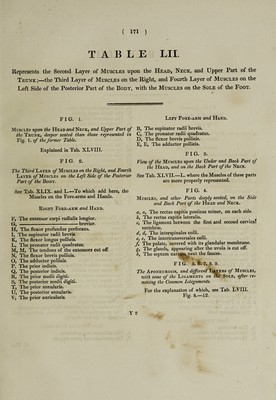 ( 171 )
TABLE LII.
Represents the Second Layer of MUSCLES upon the HEAD, NECK, and Upper Part of the
TRUNK;—the Third Layer of MUSCLES on the Right, and Fourth Layer of MUSCLES on the
Left Side of the Posterior Part of the BODY, with the MUSCLES on the SOLE of the FOOT.
FIG. 1.
MUSCLES upon the HEAD and NECK, and Upper Part of
the TRUNK, deeper seated than those represented in
Fig. 1. of the former Table.
Explained in Tab. XLVIII.
FIG. 2.
The Third LAYER of MUSCLES on the Right, and Fourth
LAYER of MUSCLES on the Left Side of the Posterior
Part of the BODY.
See Tab. XLIX. and L.—To which add here, the
Muscles on the Fore-arms and Hands.
RIGHT FORE-ARM AND HAND.
F, The extensor carpi radialis longior.
G, ——— brevior.
H, The flexor profundus perforans.
I, The supinator radii brevis.
K, The flexor longus pollicis.
L, The pronator radii quadratus.
M, M, The tendons of the extensors cut off.
N, The flexor brevis pollicis.
O, The adductor pollicis.
P, The prior indicis.
Q, The posterior indicis.
R, The prior medii digiti.
S, The posterior medii digiti.
T, The prior annularis.
U, The posterior annularis.
V, The prior auricularis
LEFT FORE-ARM AND HAND.
B, The supinator radii brevis.
C, The pronator radii quadratus.
D, The flexor brevis pollicis.
E, E, The adductor pollicis.
FIG. 3.
View of the MUSCLES upon the Under and Back Part of
the HEAD, and on the Back Part of the NECK.
See Tab. XLVII.—L. where the Muscles of these parts
are more properly represented.
FIG. 4.
MUSCLES, and other Parts deeply seated, on the Side
and Back Part of the HEAD and NECK.
a, a, The rectus capitis posticus minor, on each side.
b, The rectus capitis lateralis.
c, The ligament between the first and second cervical
vertebræ.
d, d, The interspinales colli.
e, e, The intertransversales colli.
f, The palate, covered with its glandular membrane.
g, The glands, appearing after the uvula is cut off.
h, The septum narium, next the fauces.
The APONEUROSIS, and different LAYERS of MUSCLES,
with some of the LIGAMENTS on the SOLE, after re-
moving the Common Integuments.
For the explanation of which, see Tab. LVIII.
Fig. 8.—12.
Y 2